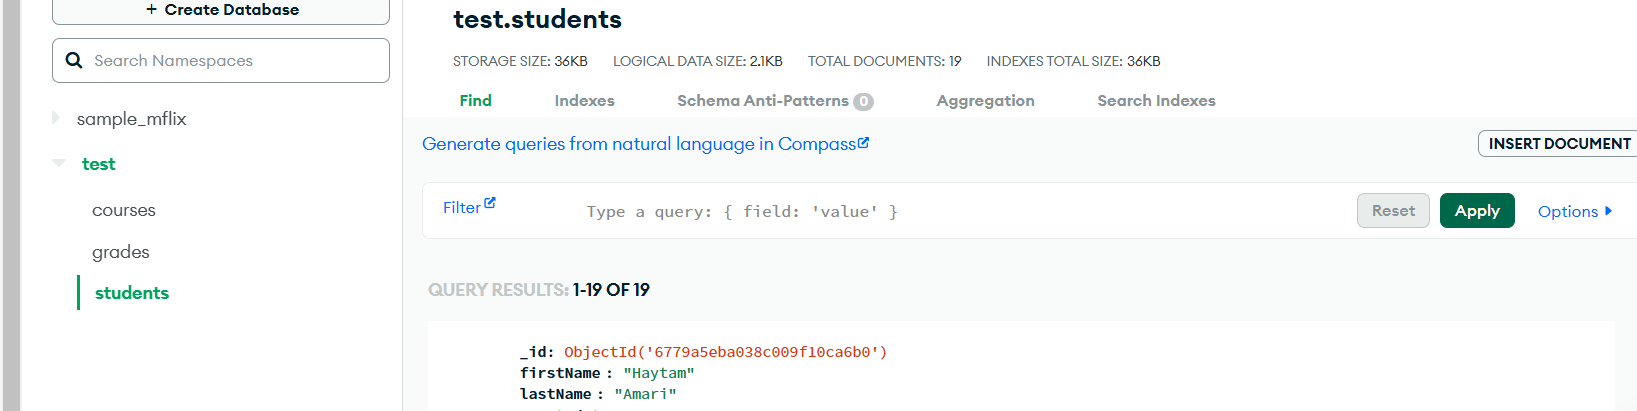 + Create Database
Search Namespaces
sample_mflix
test
courses
grades
students
test.students
STORAGE SIZE: 36KB LOGICAL DATA SIZE: 2.1KB TOTAL DOCUMENTS: 19 INDEXES TOTAL SIZE: 36KB
Find Indexes Schema Anti-Patterns 0 Aggregation Search Indexes
Generate queries from natural language in Compass
INSERT DOCUMENT
Filter Type a query: { field: 'value' } Reset Apply Options
QUERY RESULTS: 1-19 OF 19
_id: ObjectId('6779a5eba038c009f10ca6b0')
firstName : "Haytam"
lastName : "Amari"